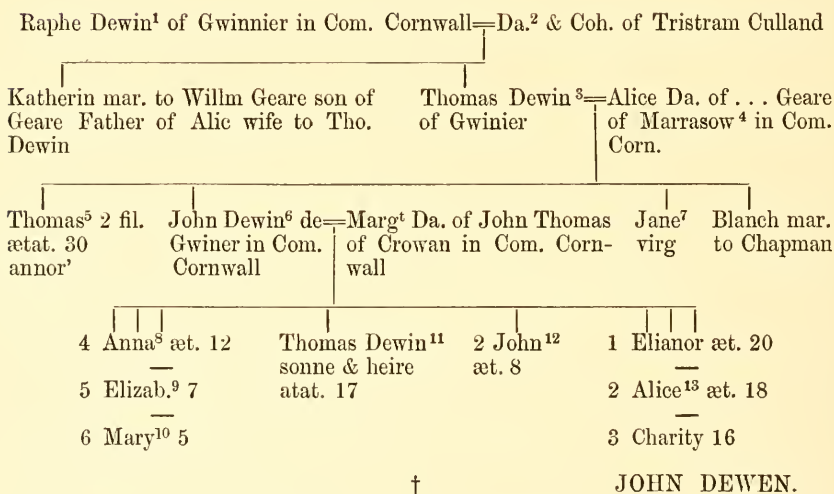 Raphe Dewin¹ of Gwinnier in Com. Cornwall=Da.² & Coh. of Tristram Culland
Katherin mar. to Willm Geare son of
Geare Father of Alic wife to Tho.
Dewin
Thomas Dewin³=Alice Da. of . . . Geare
of Gwinier
of Marrasow⁴ in Com.
Corn.
Thomas⁵ 2 fil.
ætat. 30
annor'
John Dewin⁶ de=Margᵗ Da. of John Thomas
Gwiner in Com.
Cornwall
of Crowan in Com. Corn-
wall
Jane⁷
virg
Blanch mar.
to Chapman
4 Anna⁸ æt. 12
5 Elizab.⁹ 7
6 Mary¹⁰ 5
Thomas Dewin¹¹
sonne & heire
atat. 17
2 John¹²
æt. 8
1 Elianor æt. 20
2 Alice¹³ æt. 18
3 Charity 16
† JOHN DEWEN.